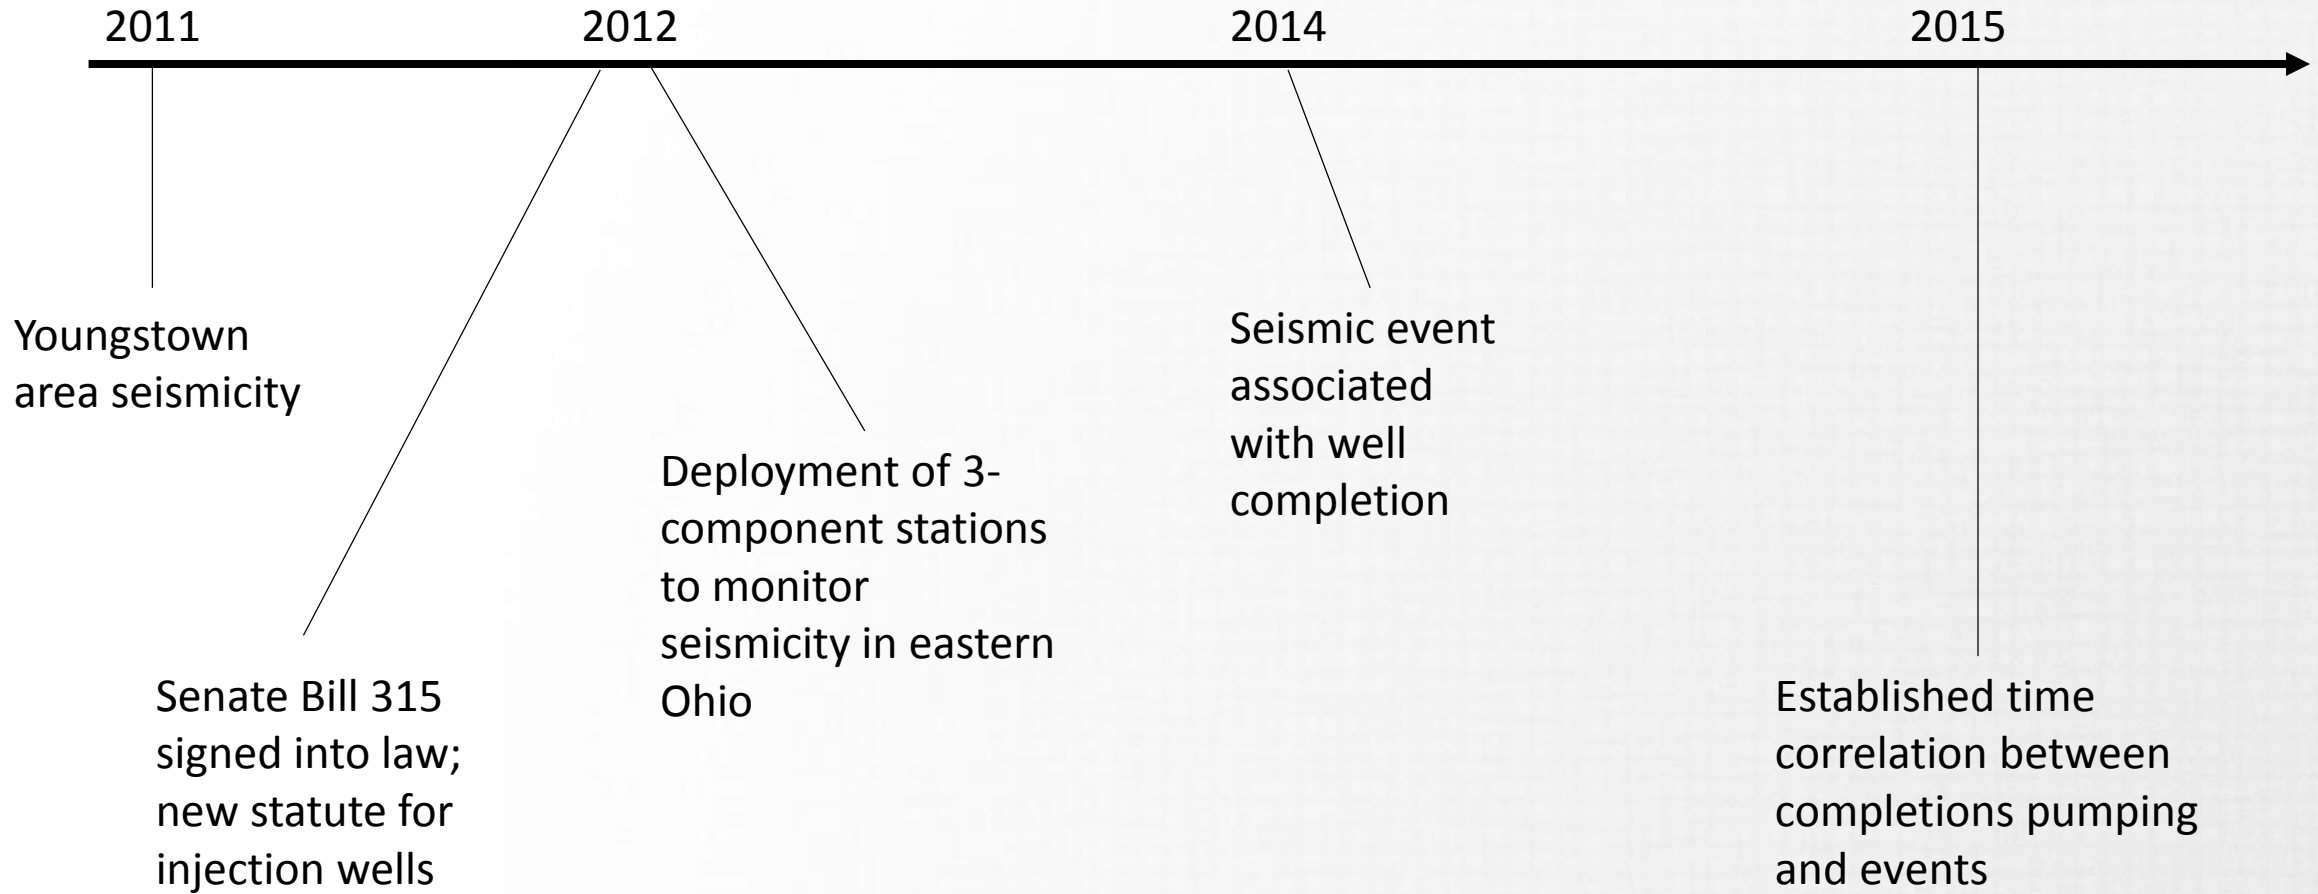 2011
2012
2014
2015
Youngstown
area seismicity
Senate Bill 315
signed into law;
new statute for
injection wells
Deployment of 3-
component stations
to monitor
seismicity in eastern
Ohio
Seismic event
associated
with well
completion
Established time
correlation between
completions pumping
and events